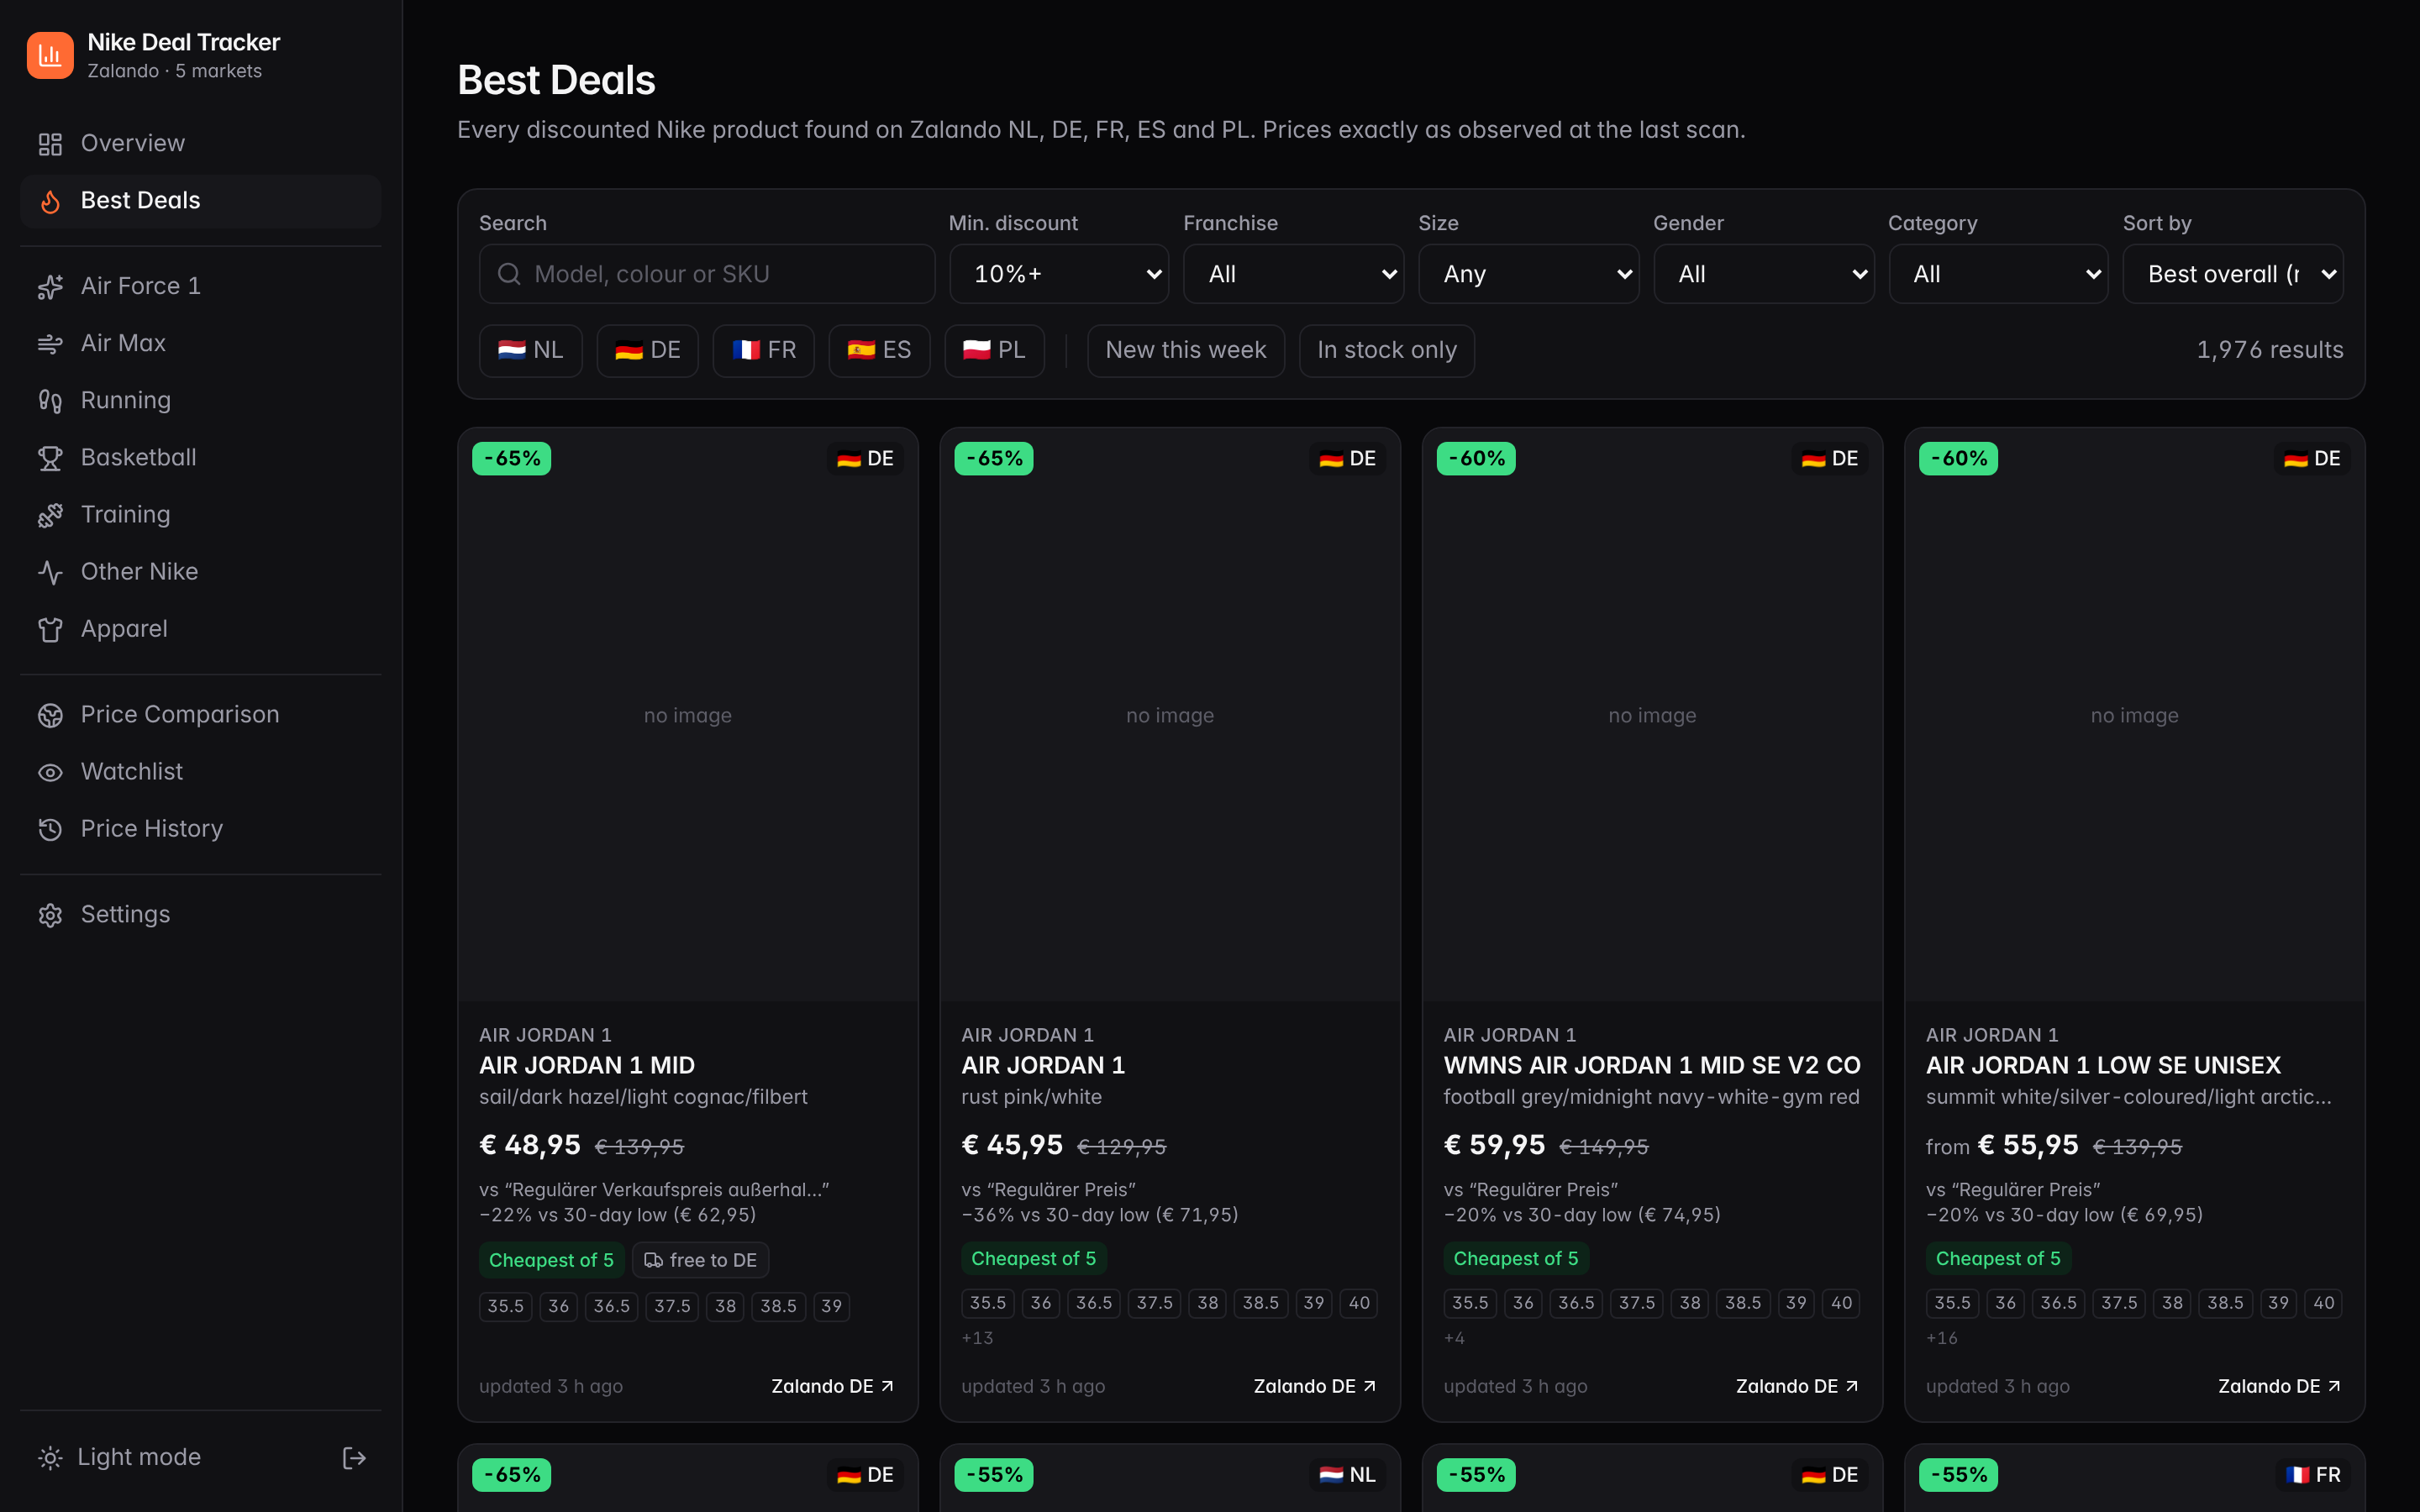 Nike Deal Tracker
Zalando · 5 markets
Overview
Best Deals
Air Force 1
Air Max
Running
Basketball
Training
Other Nike
Apparel
Price Comparison
Watchlist
Price History
Settings
Light mode
Best Deals
Every discounted Nike product found on Zalando NL, DE, FR, ES and PL. Prices exactly as observed at the last scan.
Search Min. discount Franchise Size Gender Category Sort by
Model, colour or SKU 10%+ All Any All All Best overall (r
NL DE FR ES PL New this week In stock only 1,976 results
-65% DE
no image
AIR JORDAN 1
AIR JORDAN 1 MID
sail/dark hazel/light cognac/filbert
€ 48,95 € 139,95
vs “Regulärer Verkaufspreis außerhal...”
−22% vs 30-day low (€ 62,95)
Cheapest of 5 free to DE
35.5 36 36.5 37.5 38 38.5 39
updated 3 h ago Zalando DE
-65% DE
no image
AIR JORDAN 1
AIR JORDAN 1
rust pink/white
€ 45,95 € 129,95
vs “Regulärer Preis”
−36% vs 30-day low (€ 71,95)
Cheapest of 5
35.5 36 36.5 37.5 38 38.5 39 40
+13
updated 3 h ago Zalando DE
-60% DE
no image
AIR JORDAN 1
WMNS AIR JORDAN 1 MID SE V2 CO
football grey/midnight navy-white-gym red
€ 59,95 € 149,95
vs “Regulärer Preis”
−20% vs 30-day low (€ 74,95)
Cheapest of 5
35.5 36 36.5 37.5 38 38.5 39 40
+4
updated 3 h ago Zalando DE
-60% DE
no image
AIR JORDAN 1
AIR JORDAN 1 LOW SE UNISEX
summit white/silver-coloured/light arctic...
from € 55,95 € 139,95
vs “Regulärer Preis”
−20% vs 30-day low (€ 69,95)
Cheapest of 5
35.5 36 36.5 37.5 38 38.5 39 40
+16
updated 3 h ago Zalando DE
-65% DE
-55% NL
-55% DE
-55% FR